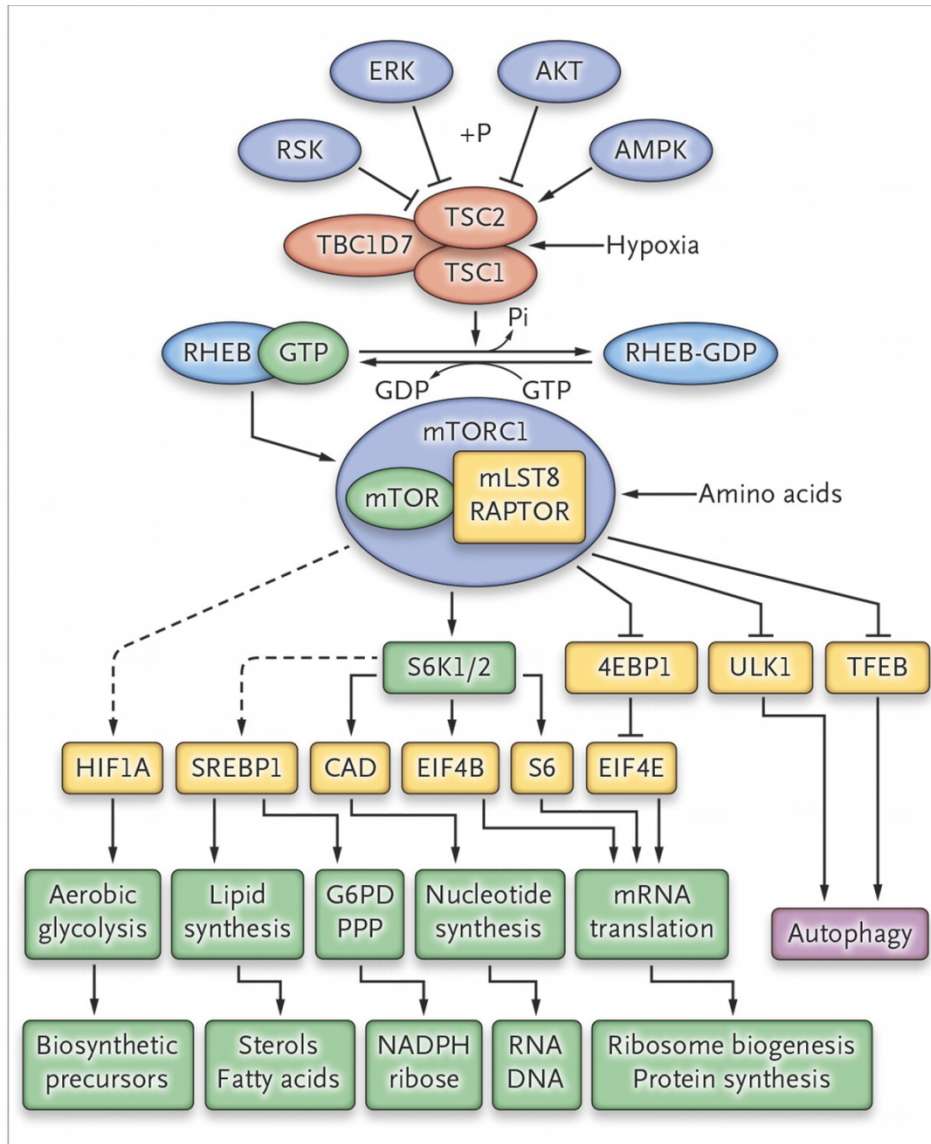 ERK
AKT
+P
RSK
AMPK
TSC2
TBC1D7
Hypoxia
TSC1
Pi
RHEB
GTP
RHEB-GDP
GDP
GTP
mTORC1
mTOR
mLST8
RAPTOR
Amino acids
S6K1/2
4EBP1
ULK1
TFEB
HIF1A
SREBP1
CAD
EIF4B
S6
EIF4E
Aerobic
glycolysis
Lipid
synthesis
G6PD
PPP
Nucleotide
synthesis
mRNA
translation
Autophagy
Biosynthetic
precursors
Sterols
Fatty acids
NADPH
ribose
RNA
DNA
Ribosome biogenesis
Protein synthesis